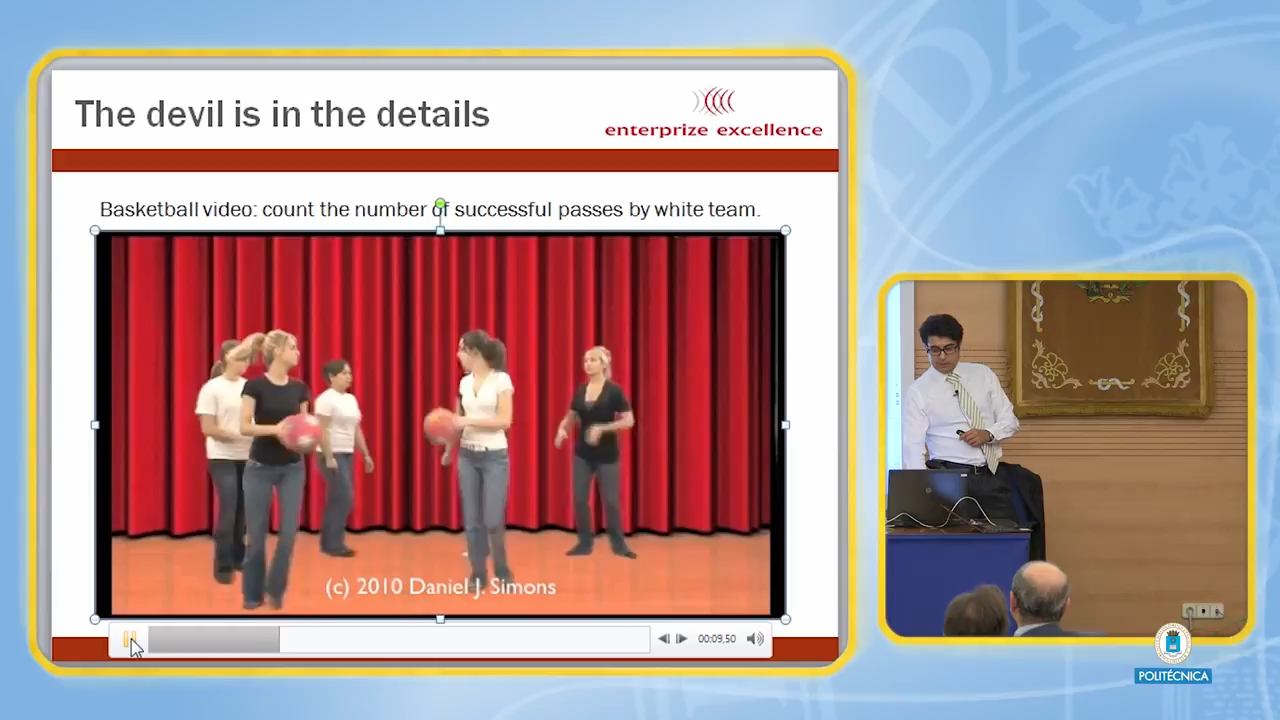 The devil is in the details
enterprize excellence
Basketball video: count the number of successful passes by white team.
(c) 2010 Daniel J. Simons
00:09,50
POLITÉCNICA